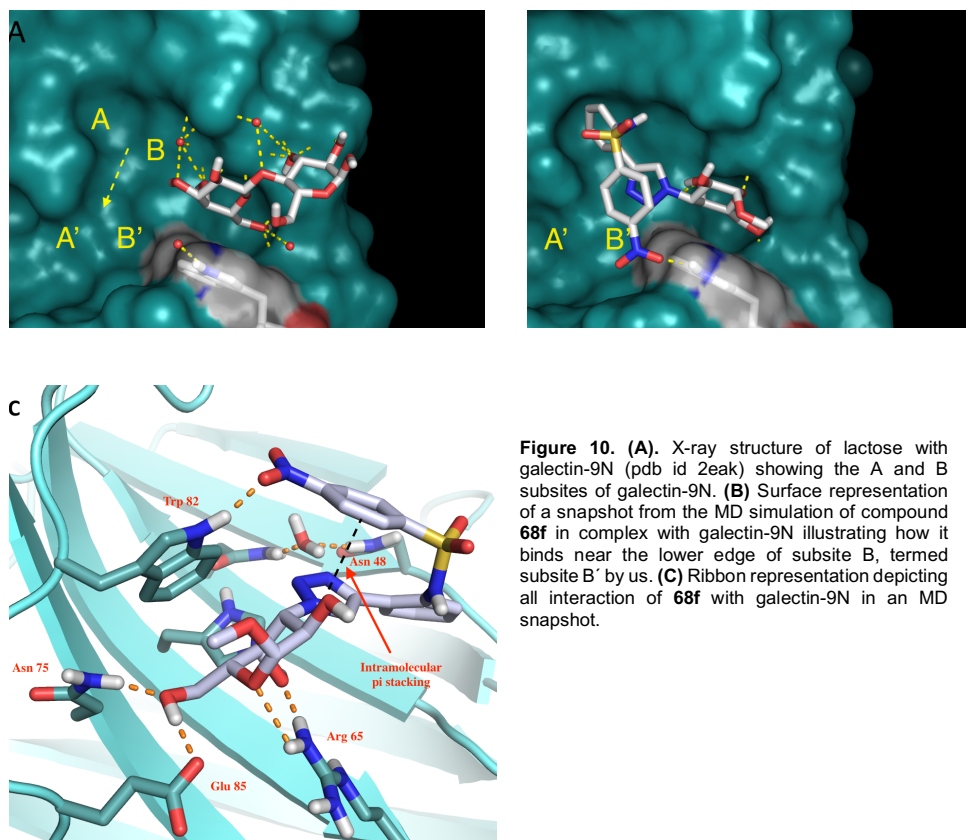 A
A
B
A' B'
A' B'
C
Trp 82
Asn 48
Asn 75
Intramolecular
pi stacking
Arg 65
Glu 85
Figure 10. (A). X-ray structure of lactose with
galectin-9N (pdb id 2eak) showing the A and B
subsites of galectin-9N. (B) Surface representation
of a snapshot from the MD simulation of compound
68f in complex with galectin-9N illustrating how it
binds near the lower edge of subsite B, termed
subsite B´ by us. (C) Ribbon representation depicting
all interaction of 68f with galectin-9N in an MD
snapshot.